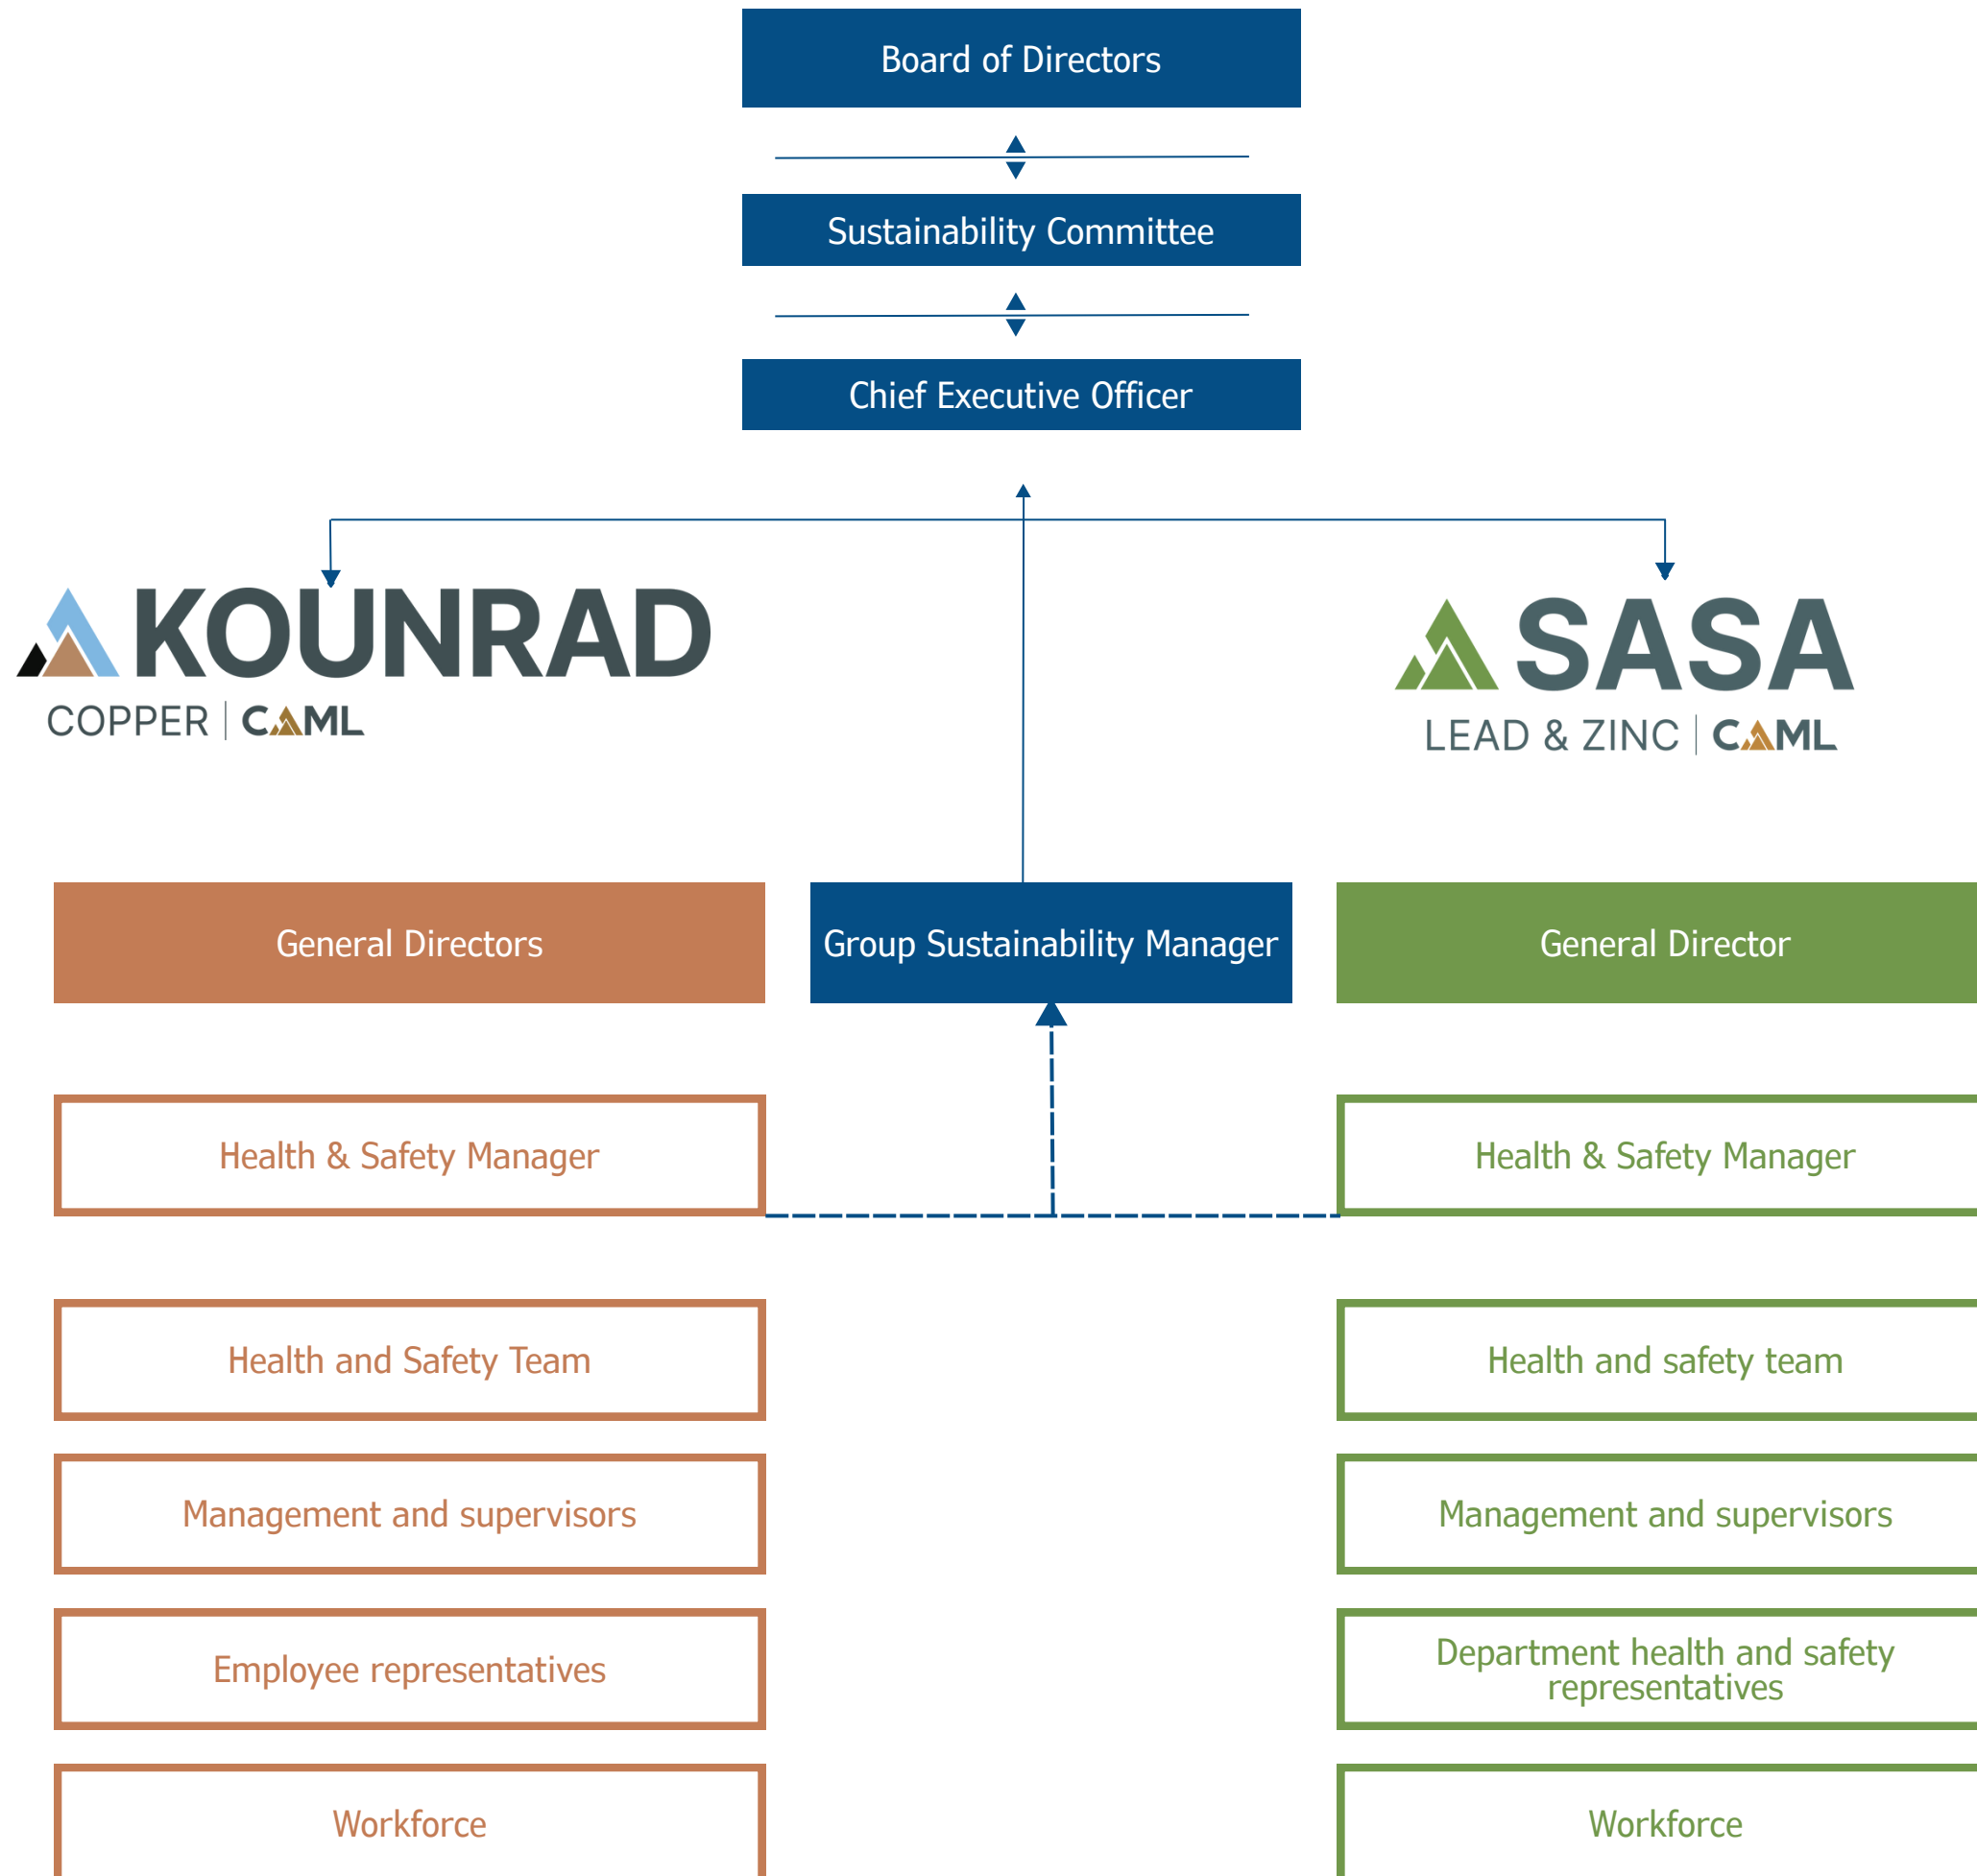 Board of Directors
Sustainability Committee
Chief Executive Officer
KOUNRAD
COPPER | CAML
SASA
LEAD & ZINC | CAML
General Directors
Group Sustainability Manager
General Director
Health & Safety Manager
Health & Safety Manager
Health and Safety Team
Health and safety team
Management and supervisors
Management and supervisors
Employee representatives
Department health and safety
representatives
Workforce
Workforce